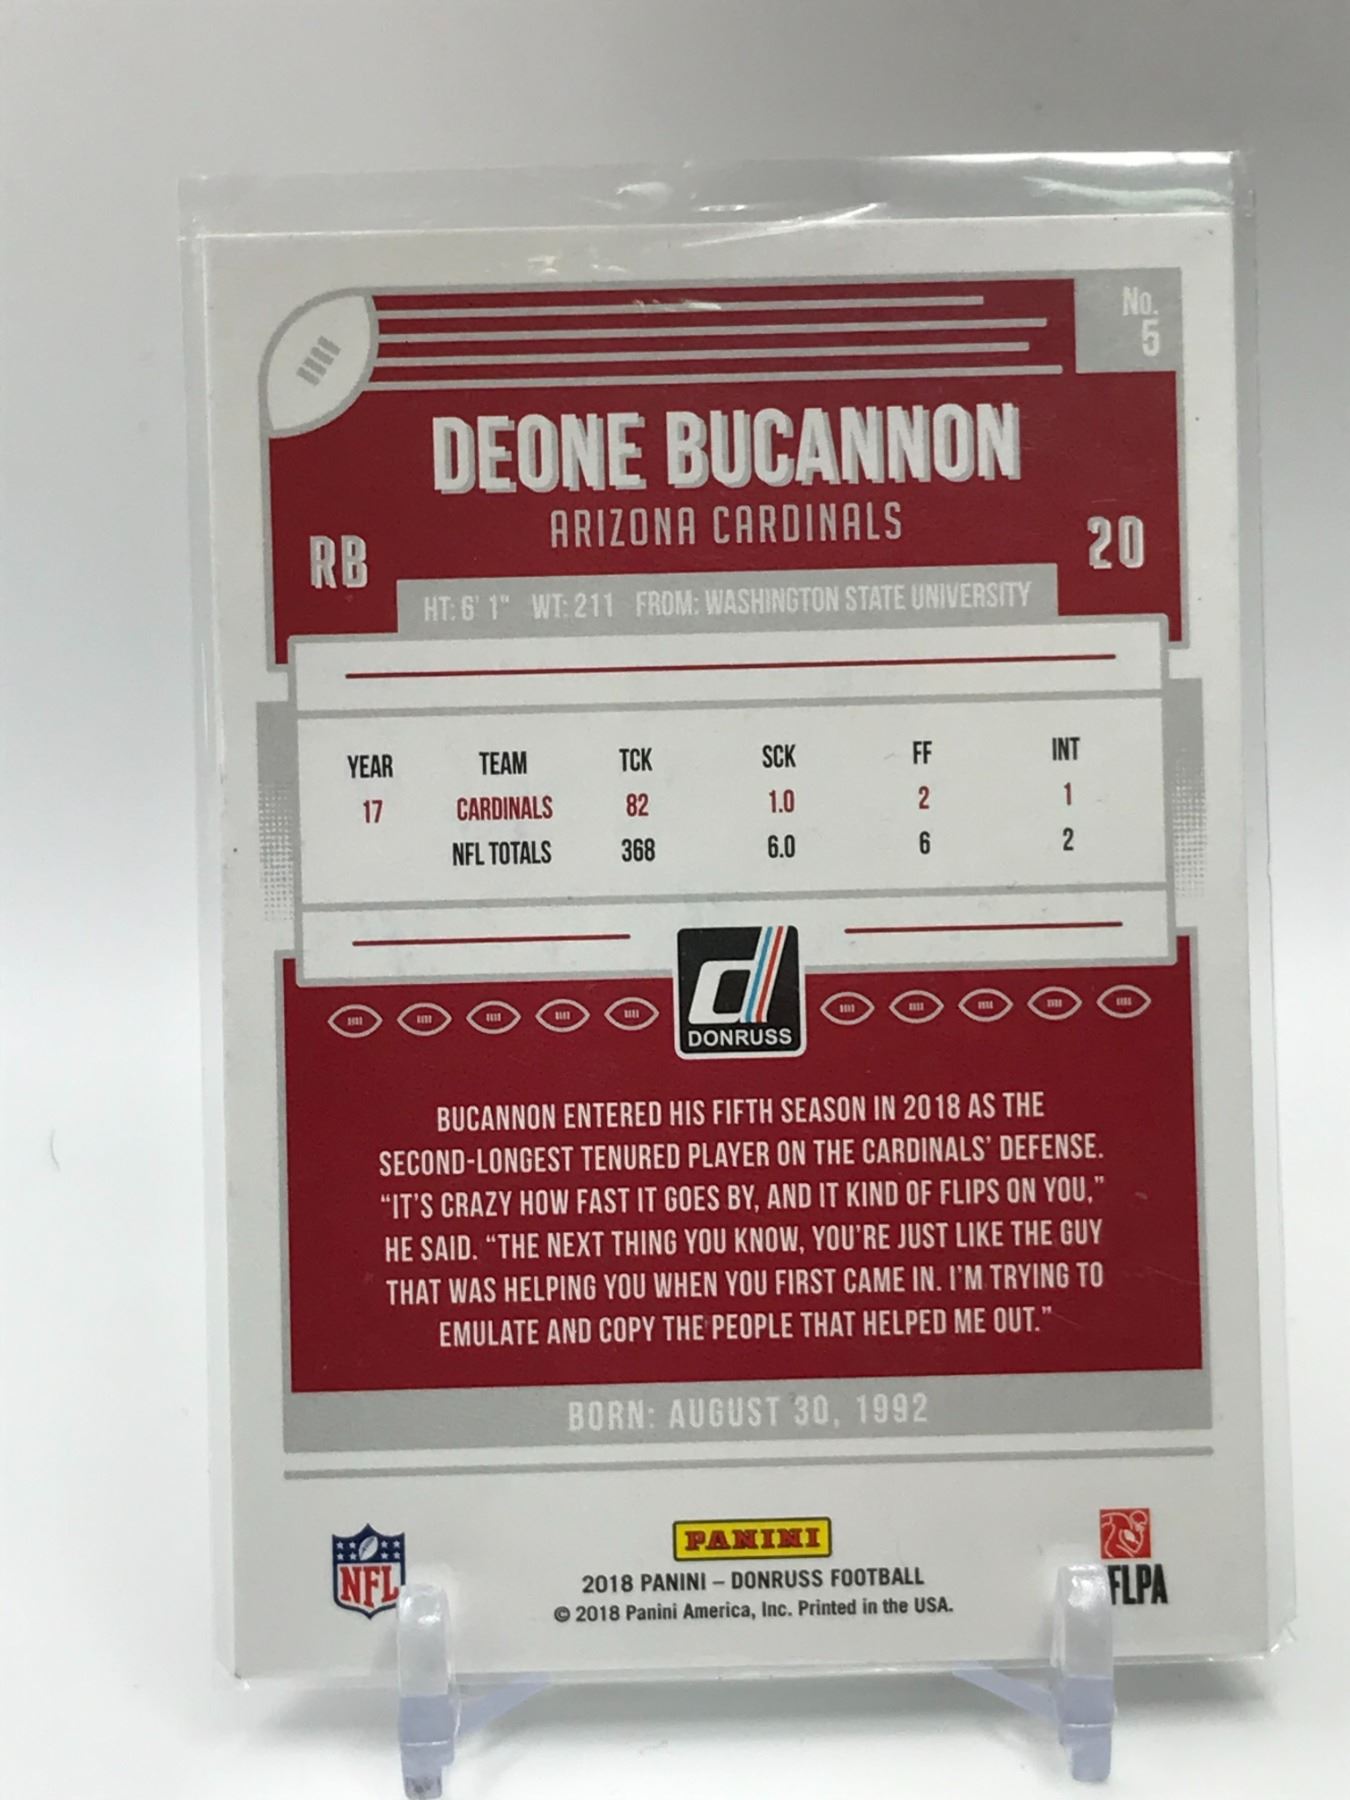 No.
5
DEONE BUCANNON
ARIZONA CARDINALS
RB
20
HT: 6' 1" WT: 211 FROM: WASHINGTON STATE UNIVERSITY
YEAR TEAM TCK SCK FF INT
17 CARDINALS 82 1.0 2 1
NFL TOTALS 368 6.0 6 2
d
DONRUSS
BUCANNON ENTERED HIS FIFTH SEASON IN 2018 AS THE
SECOND-LONGEST TENURED PLAYER ON THE CARDINALS' DEFENSE.
“IT'S CRAZY HOW FAST IT GOES BY, AND IT KIND OF FLIPS ON YOU,”
HE SAID. “THE NEXT THING YOU KNOW, YOU'RE JUST LIKE THE GUY
THAT WAS HELPING YOU WHEN YOU FIRST CAME IN. I'M TRYING TO
EMULATE AND COPY THE PEOPLE THAT HELPED ME OUT.”
BORN: AUGUST 30, 1992
NFL
PANINI
2018 PANINI – DONRUSS FOOTBALL
© 2018 Panini America, Inc. Printed in the USA.
FLPA